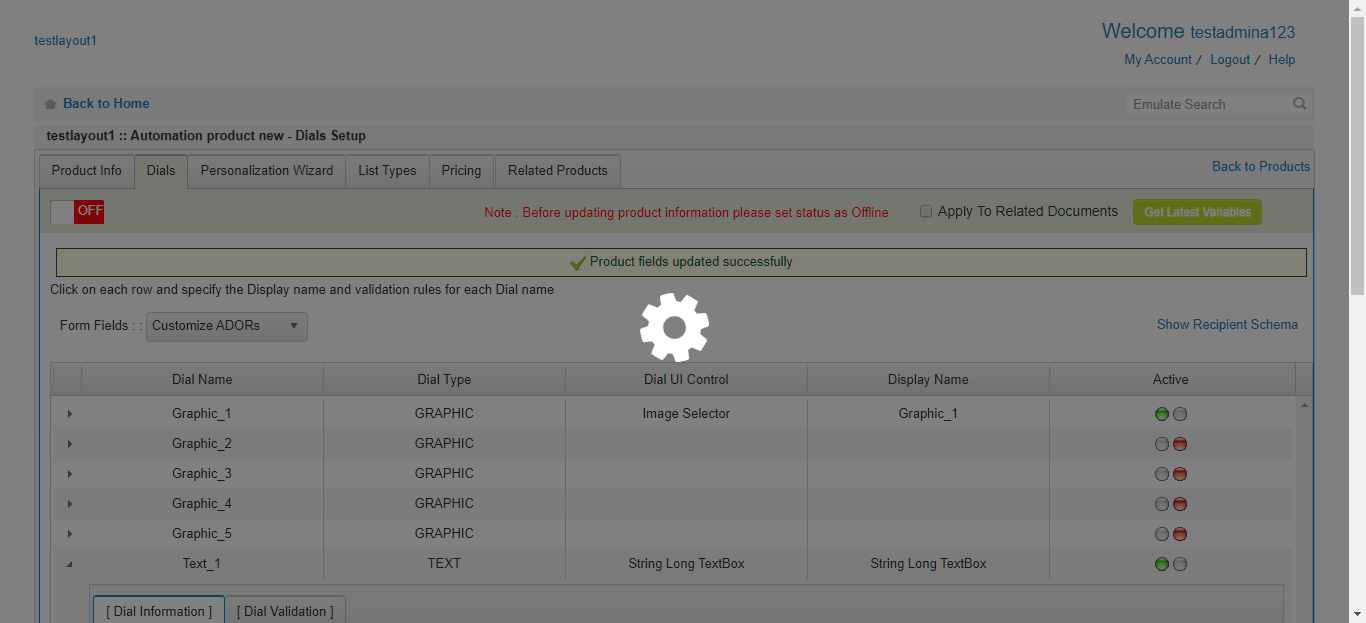 testlayout1
Welcome testadmina123
My Account / Logout / Help
Back to Home
Emulate Search
testlayout1 :: Automation product new - Dials Setup
Product Info Dials Personalization Wizard List Types Pricing Related Products Back to Products
OFF Note : Before updating product information please set status as Offline Apply To Related Documents Get Latest Variables
Product fields updated successfully
Click on each row and specify the Display name and validation rules for each Dial name
Form Fields : : Customize ADORs Show Recipient Schema
Dial Name Dial Type Dial UI Control Display Name Active
Graphic_1 GRAPHIC Image Selector Graphic_1
Graphic_2 GRAPHIC
Graphic_3 GRAPHIC
Graphic_4 GRAPHIC
Graphic_5 GRAPHIC
Text_1 TEXT String Long TextBox String Long TextBox
[ Dial Information ] [ Dial Validation ]